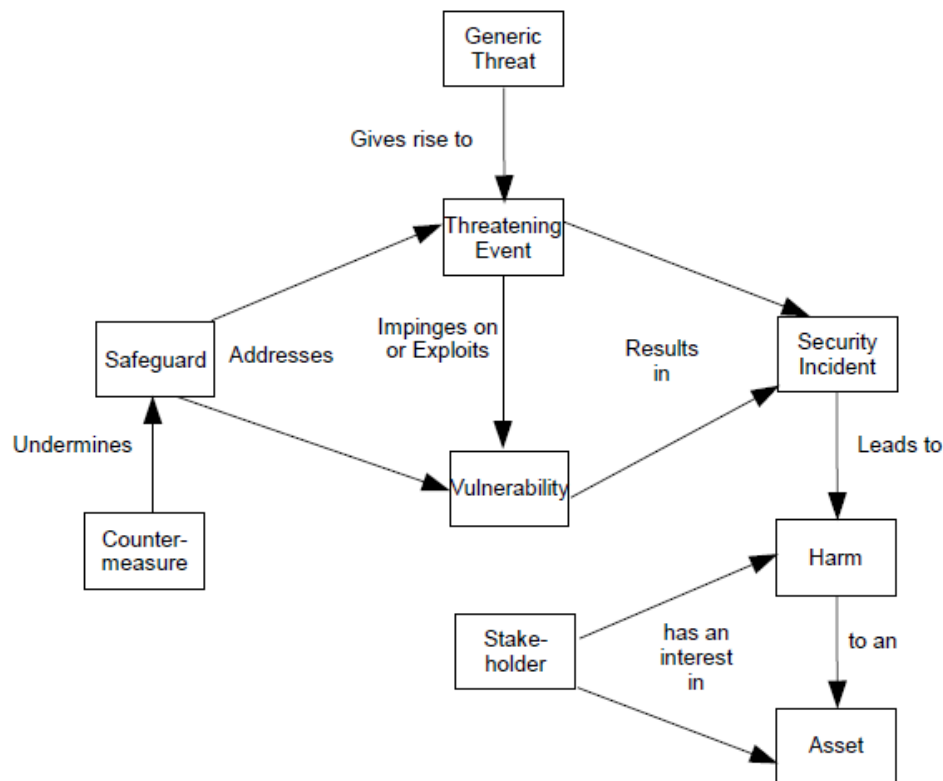 Generic
Threat
Gives rise to
Threatening
Event
Safeguard
Addresses
Impinges on
or Exploits
Results
in
Security
Incident
Undermines
Vulnerability
Leads to
Counter-
measure
Harm
Stake-
holder
has an
interest
in
to an
Asset